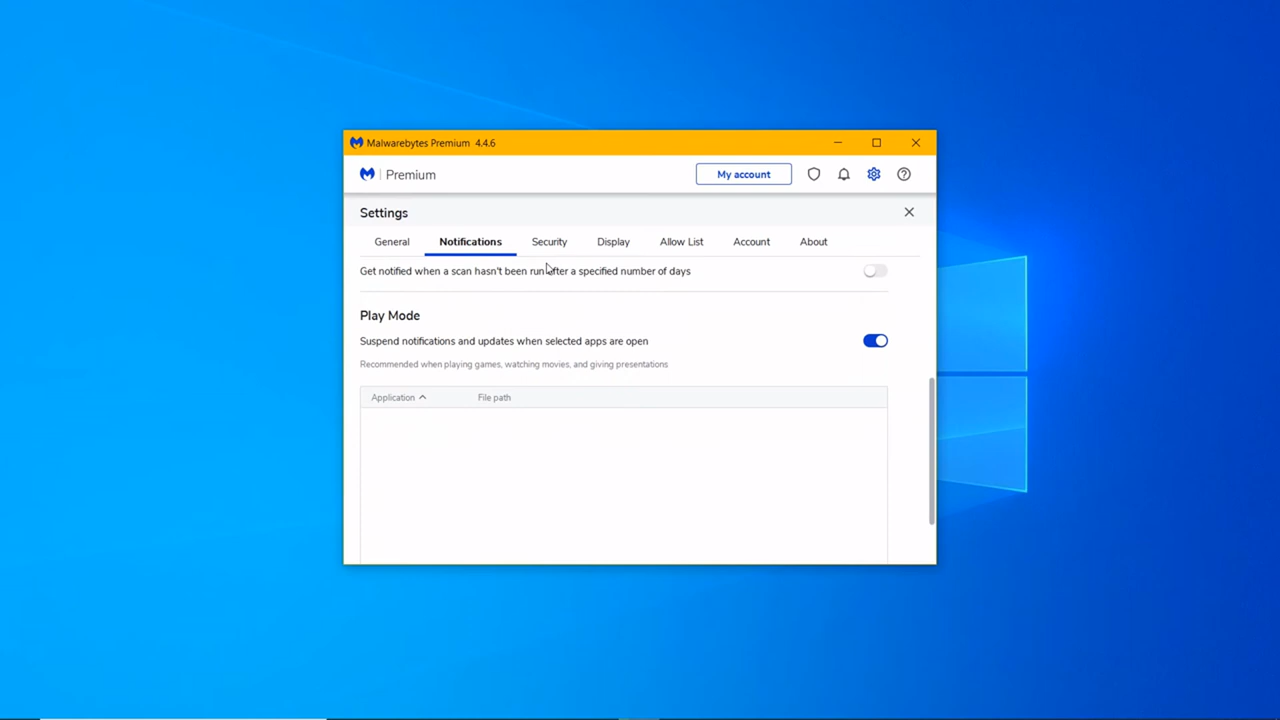 Malwarebytes Premium 4.4.6
Premium
My account
Settings
General Notifications Security Display Allow List Account About
Get notified when a scan hasn't been run after a specified number of days
Play Mode
Suspend notifications and updates when selected apps are open
Recommended when playing games, watching movies, and giving presentations
Application File path